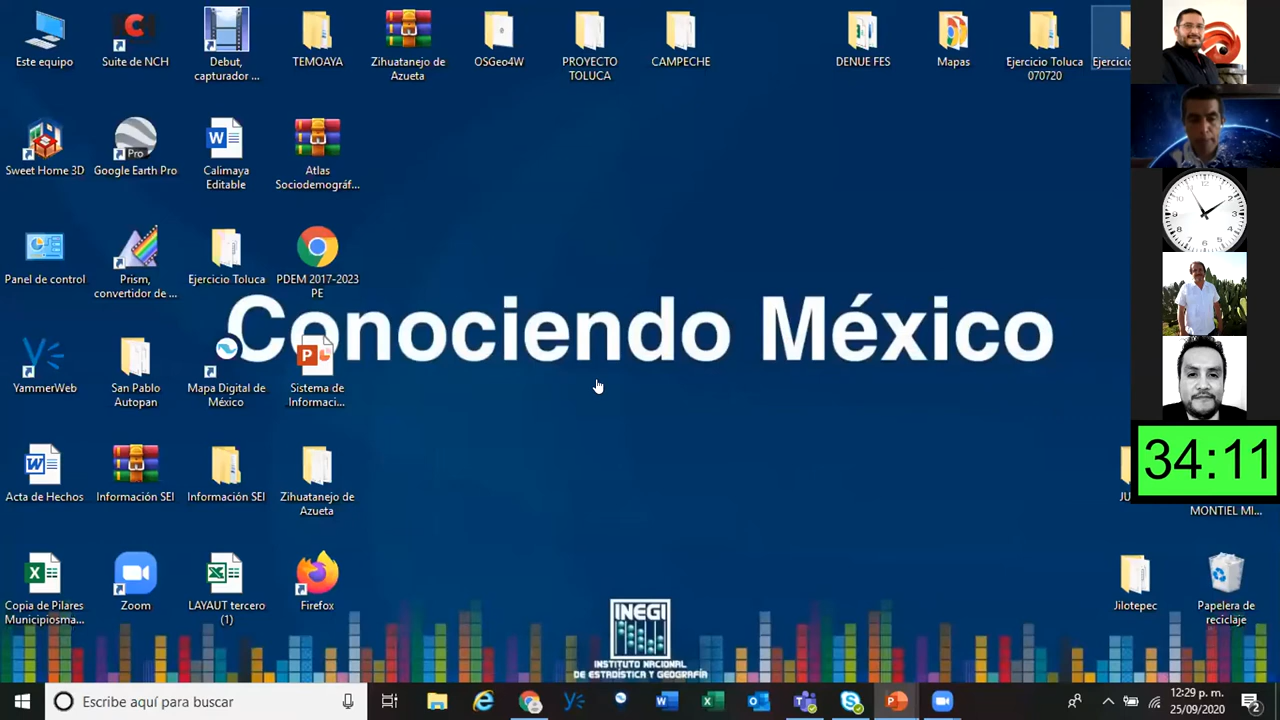 Este equipo
Suite de NCH
Debut,
capturador ...
TEMOAYA
Zihuatanejo de
Azueta
OSGeo4W
PROYECTO
TOLUCA
CAMPECHE
DENUE FES
Mapas
Ejercicio Toluca
070720
Ejercicio
Sweet Home 3D
Pro
Google Earth Pro
Calimaya
Editable
Atlas
Sociodemográf...
Panel de control
Prism,
convertidor de ...
Ejercicio Toluca
PDEM 2017-2023
PE
Conociendo México
YammerWeb
San Pablo
Autopan
Mapa Digital de
México
Sistema de
Informaci...
34:11
Acta de Hechos
Información SEI
Información SEI
Zihuatanejo de
Azueta
JU
MONTIEL MI...
Copia de Pilares
Municipiosma...
Zoom
LAYAUT tercero
(1)
Firefox
Jilotepec
Papelera de
reciclaje
INEGI
INSTITUTO NACIONAL
DE ESTADÍSTICA Y GEOGRAFÍA
Escribe aquí para buscar
12:29 p. m.
25/09/2020
2